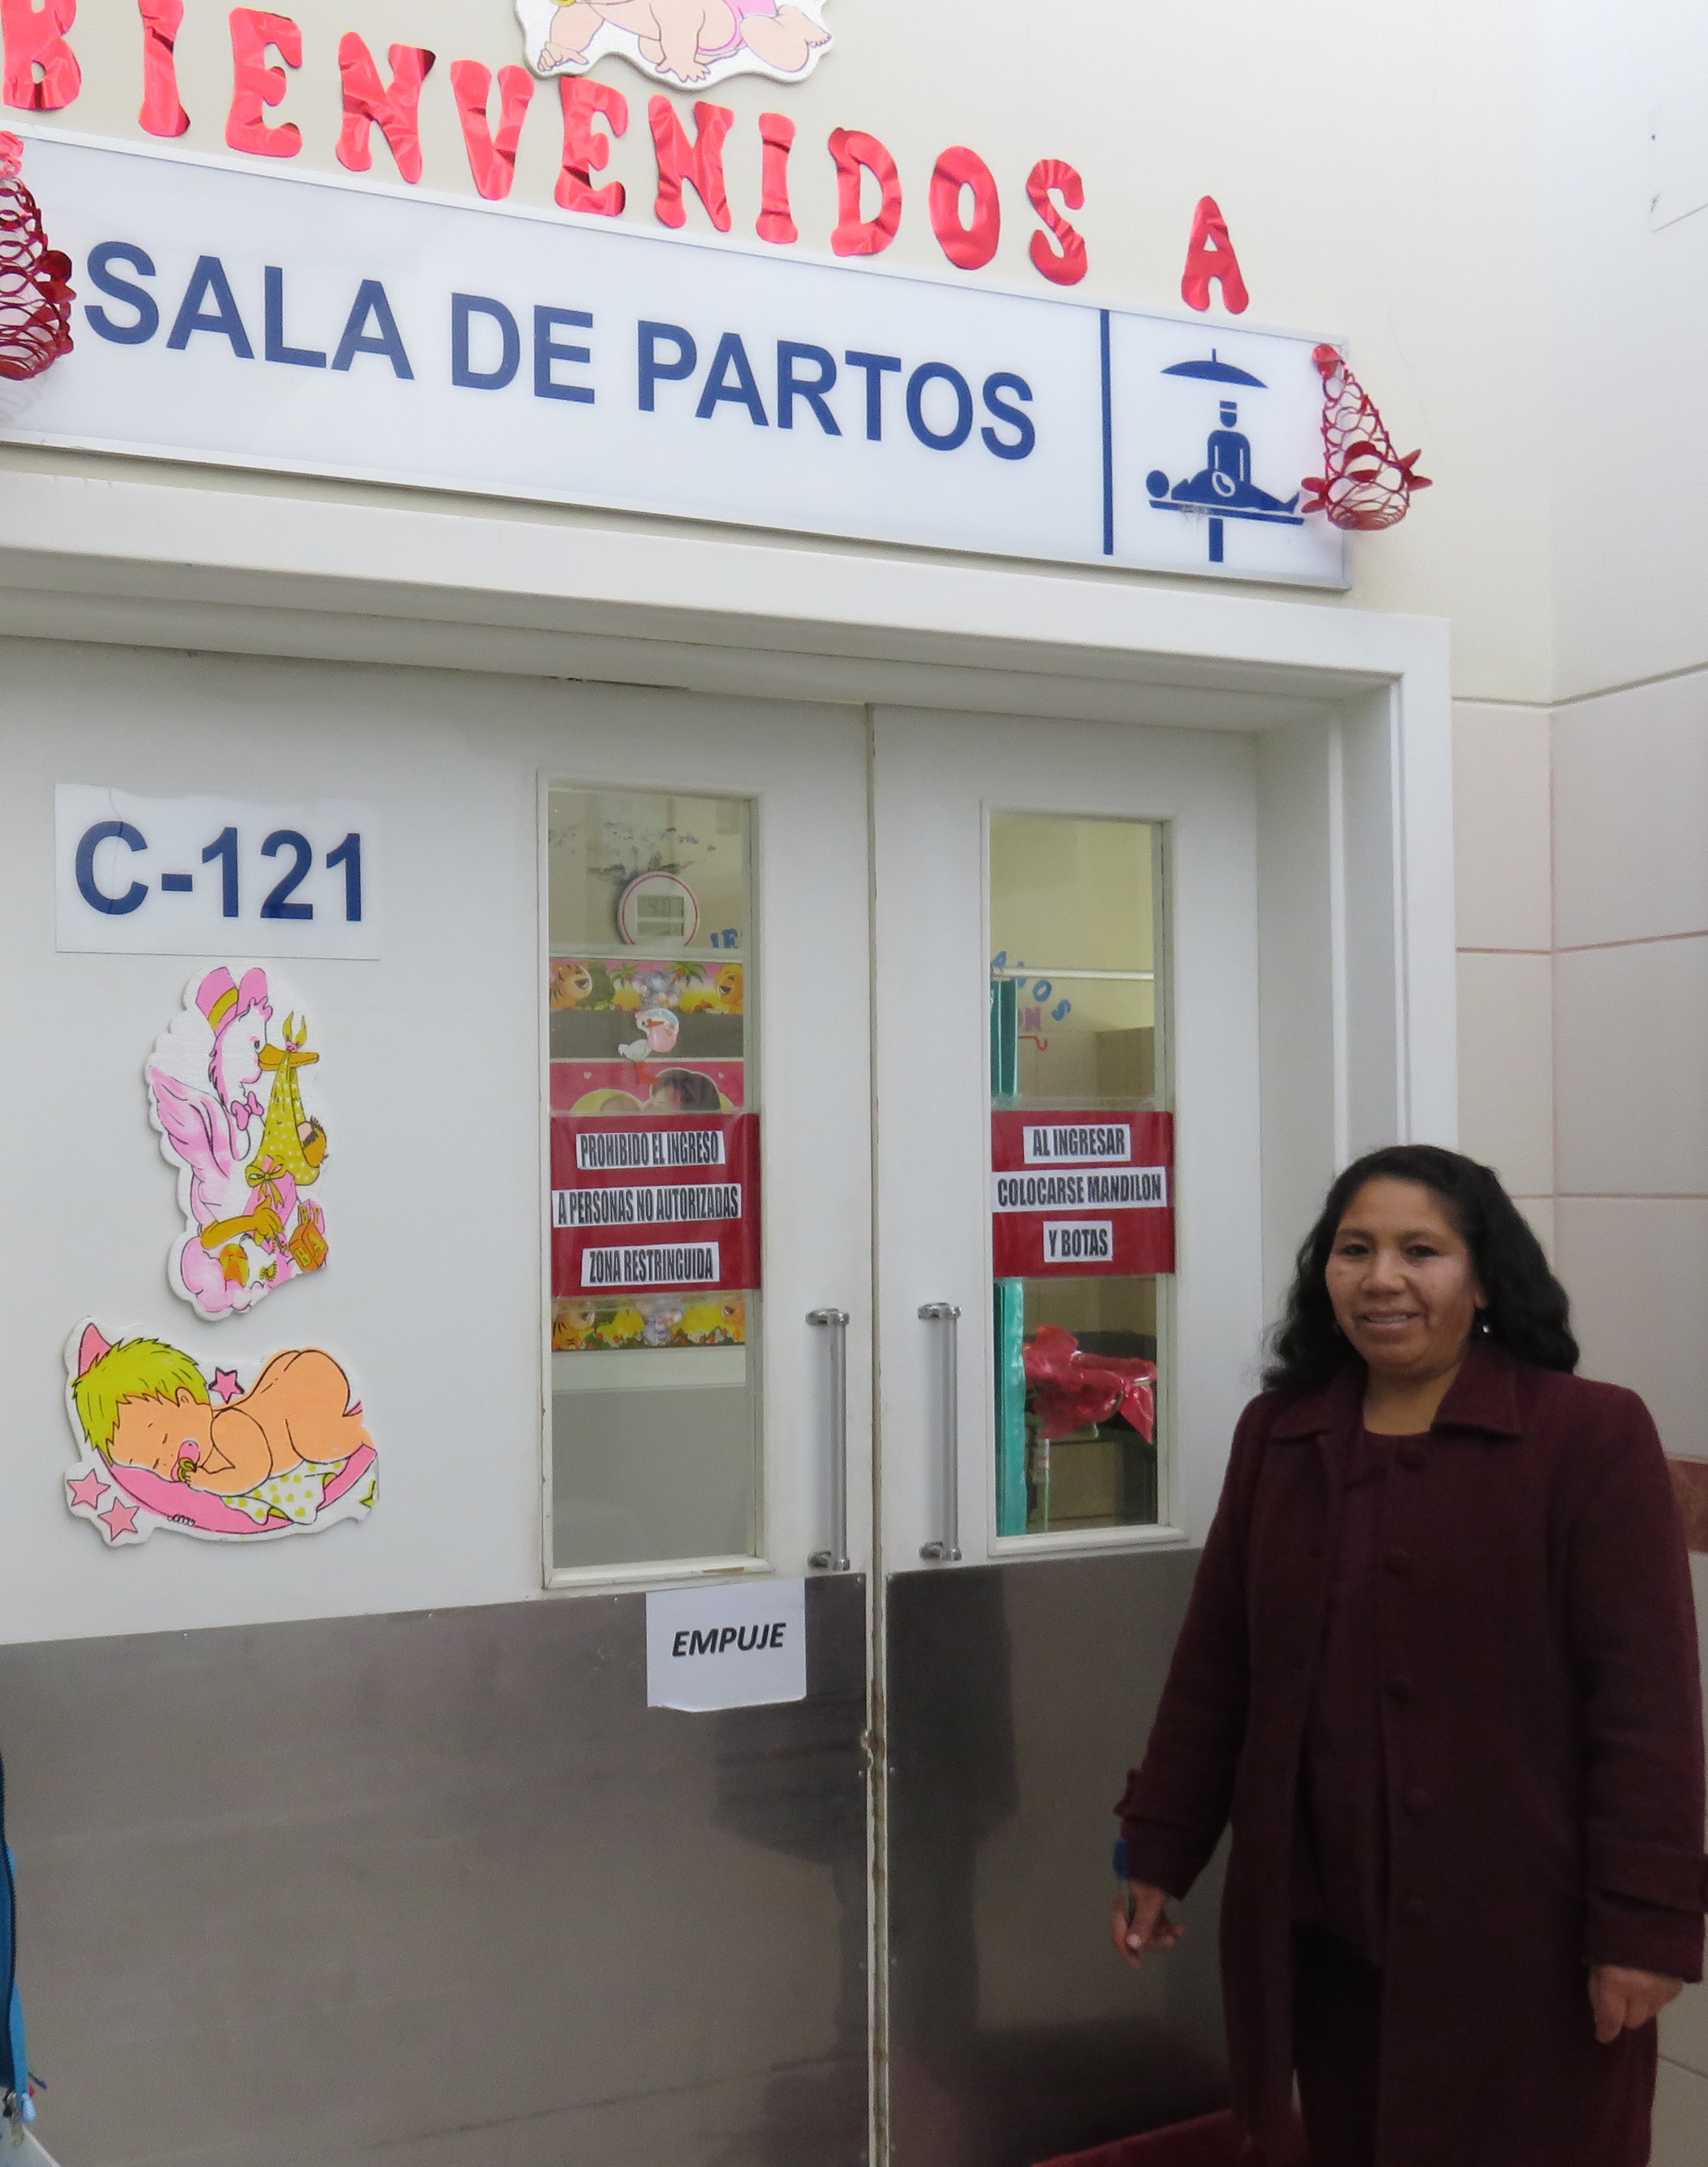 BIENVENIDOS A
SALA DE PARTOS
C-121
PROHIBIDO EL INGRESO
A PERSONAS NO AUTORIZADAS
ZONA RESTRINGUIDA
AL INGRESAR
COLOCARSE MANDILON
Y BOTAS
EMPUJE